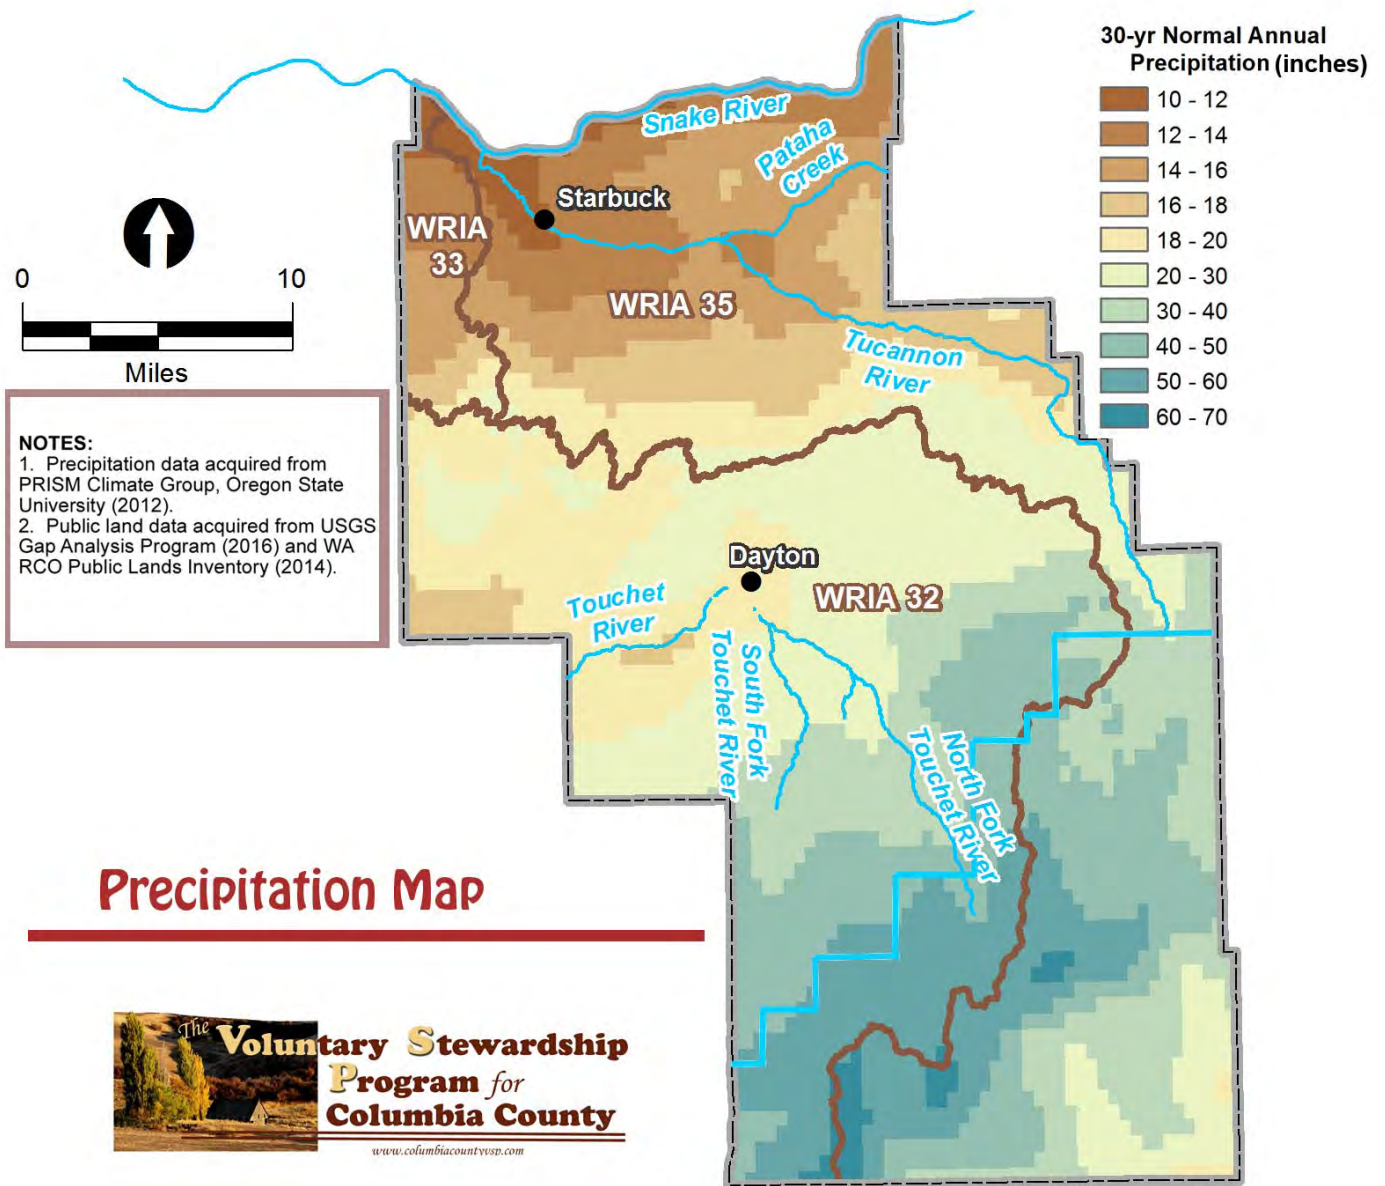 30-yr Normal Annual
Precipitation (inches)
10 - 12
12 - 14
14 - 16
16 - 18
18 - 20
20 - 30
30 - 40
40 - 50
50 - 60
60 - 70
Snake River
Pataha
Creek
Starbuck
WRIA
33
WRIA 35
Tucannon
River
0 10
Miles
NOTES:
1. Precipitation data acquired from
PRISM Climate Group, Oregon State
University (2012).
2. Public land data acquired from USGS
Gap Analysis Program (2016) and WA
RCO Public Lands Inventory (2014).
Dayton
WRIA 32
Touchet
River
South Fork
Touchet River
North Fork
Touchet River
Precipitation Map
The Voluntary Stewardship
Program for
Columbia County
www.columbiacountyvsp.com